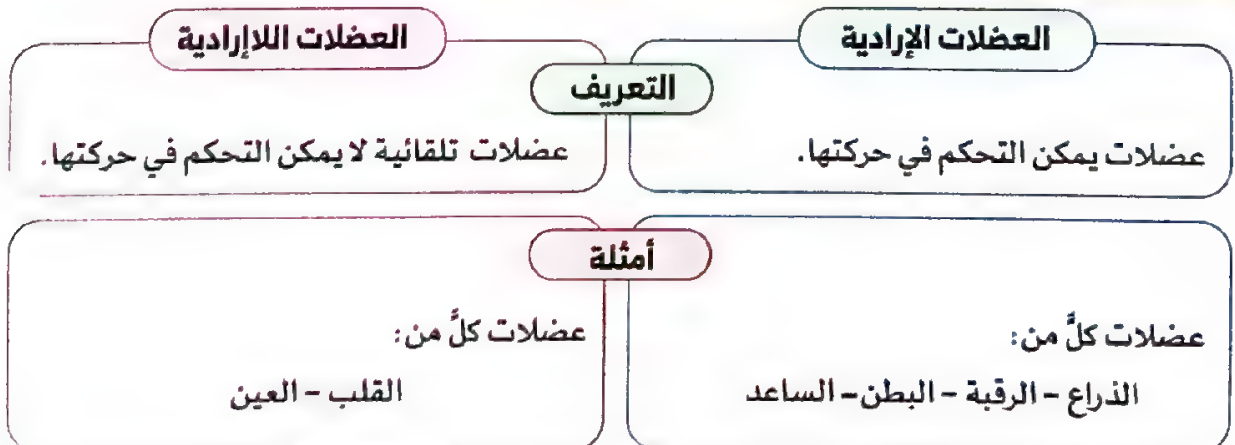 العضلات الإرادية
العضلات اللاإرادية
التعريف
عضلات يمكن التحكم في حركتها.
عضلات تلقائية لا يمكن التحكم في حركتها.
أمثلة
عضلات كلَّ من:
الذراع - الرقبة - البطن - الساعد
عضلات كلَّ من:
القلب - العين